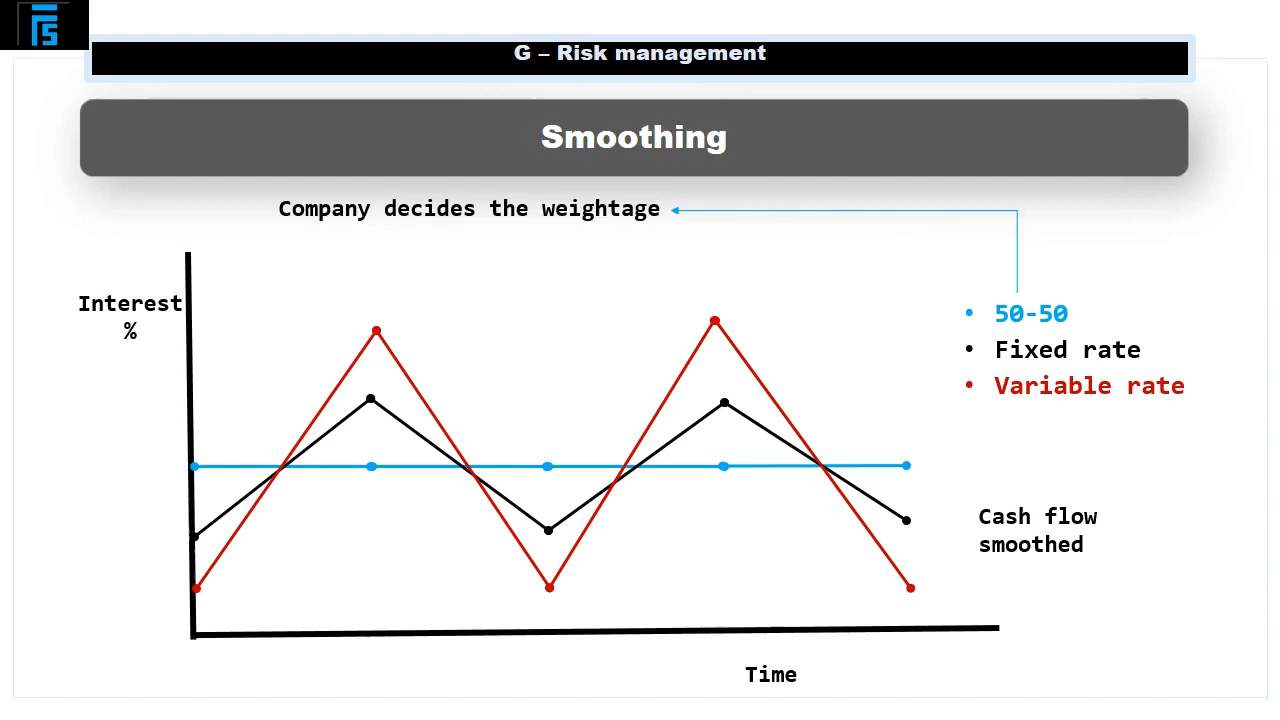 G – Risk management
Smoothing
Company decides the weightage
Interest
%
• 50-50
• Fixed rate
• Variable rate
Cash flow
smoothed
Time